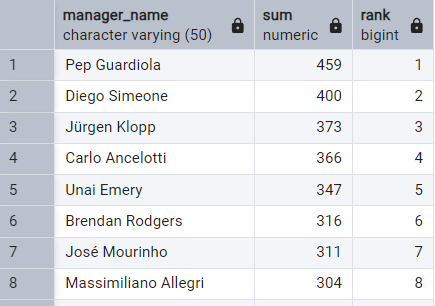 manager_name sum rank
character varying (50) numeric bigint
1 Pep Guardiola 459 1
2 Diego Simeone 400 2
3 Jürgen Klopp 373 3
4 Carlo Ancelotti 366 4
5 Unai Emery 347 5
6 Brendan Rodgers 316 6
7 José Mourinho 311 7
8 Massimiliano Allegri 304 8